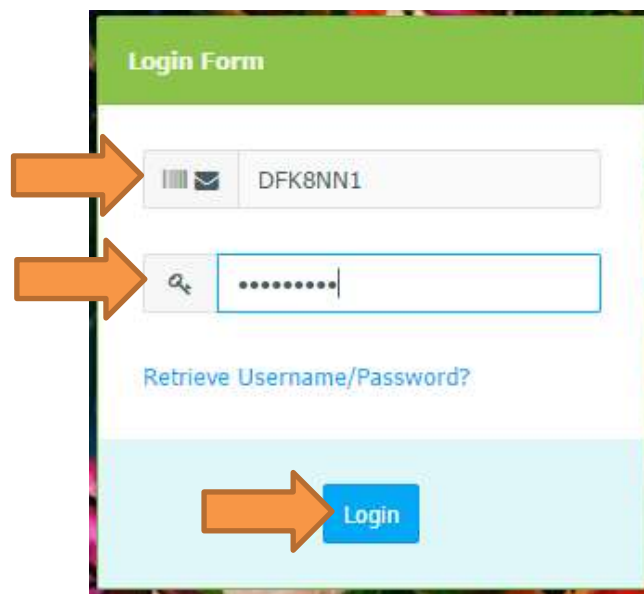 Login Form
DFK8NN1
•••••••••
Retrieve Username/Password?
Login